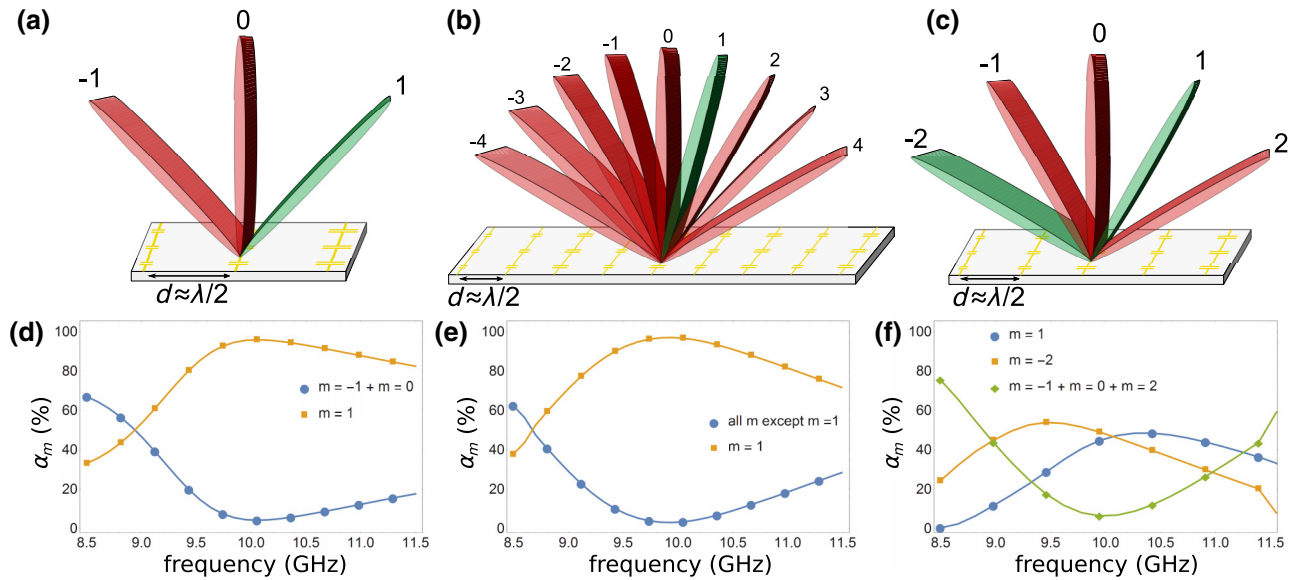 (a)
0
-1
1
d≈λ/2
(b)
-4
-3
-2
-1
0
1
2
3
4
d≈λ/2
(c)
-2
-1
0
1
2
d≈λ/2
(d)
100
80
60
40
20
0
αm (%)
m = −1 + m = 0
m = 1
8.5 9.0 9.5 10.0 10.5 11.0 11.5
frequency (GHz)
(e)
100
80
60
40
20
0
αm (%)
all m except m =1
m = 1
8.5 9.0 9.5 10.0 10.5 11.0 11.5
frequency (GHz)
(f)
100
80
60
40
20
0
αm (%)
m = 1
m = −2
m = −1 + m = 0 + m = 2
8.5 9.0 9.5 10.0 10.5 11.0 11.5
frequency (GHz)